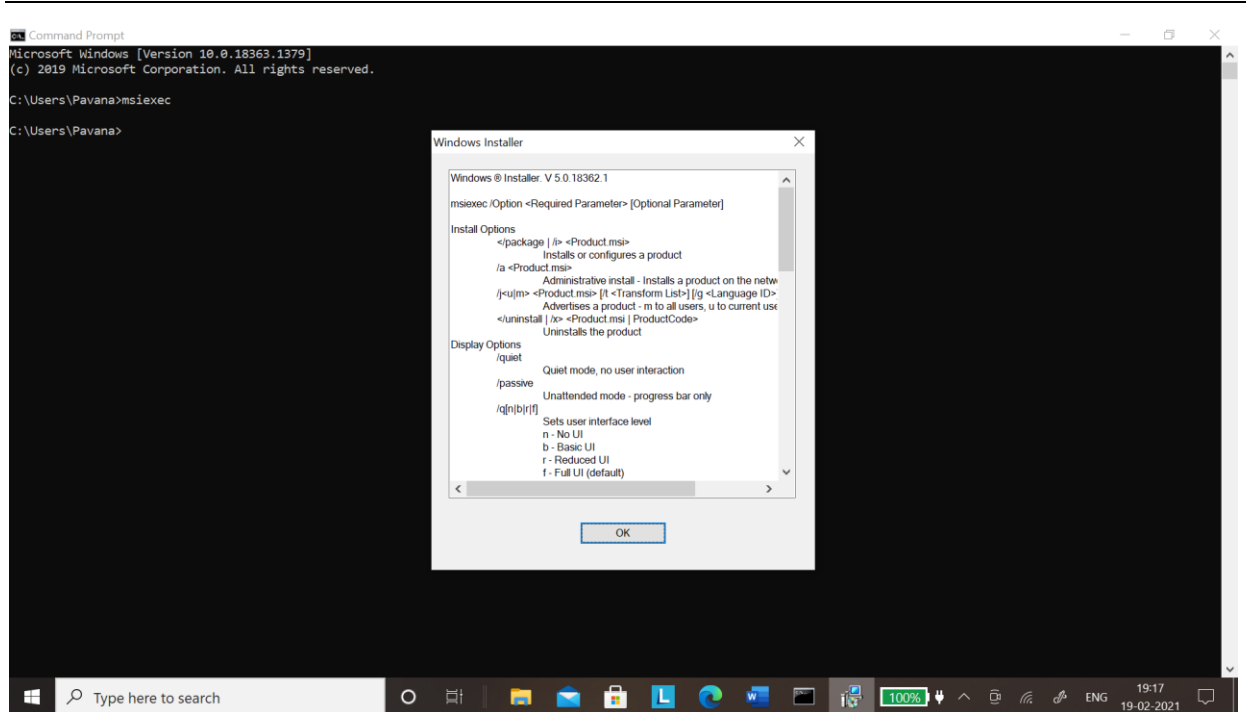 Command Prompt
Microsoft Windows [Version 10.0.18363.1379]
(c) 2019 Microsoft Corporation. All rights reserved.
C:\Users\Pavana>msiexec
C:\Users\Pavana>
Windows Installer
Windows ® Installer. V 5.0.18362.1
msiexec /Option <Required Parameter> [Optional Parameter]
Install Options
</package | /i> <Product.msi>
Installs or configures a product
/a <Product.msi>
Administrative install - Installs a product on the netw
/j<u|m> <Product.msi> [/t <Transform List>] [/g <Language ID>
Advertises a product - m to all users, u to current use
</uninstall | /x> <Product.msi | ProductCode>
Uninstalls the product
Display Options
/quiet
Quiet mode, no user interaction
/passive
Unattended mode - progress bar only
/q[n|b|r|f]
Sets user interface level
n - No UI
b - Basic UI
r - Reduced UI
f - Full UI (default)
OK
Type here to search
L
W
100%
ENG
19:17
19-02-2021